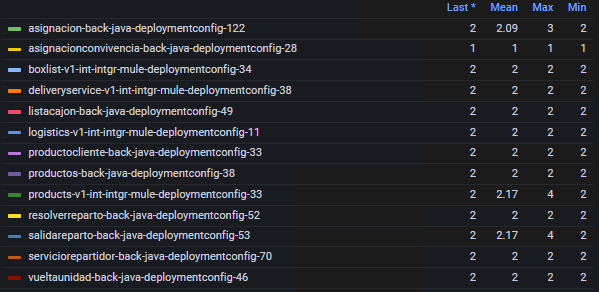 Last * Mean Max Min
asignacion-back-java-deploymentconfig-122 2 2.09 3 2
asignacionconvivencia-back-java-deploymentconfig-28 1 1 1 1
boxlist-v1-int-intgr-mule-deploymentconfig-34 2 2 2 2
deliveryservice-v1-int-intgr-mule-deploymentconfig-38 2 2 2 2
listacajon-back-java-deploymentconfig-49 2 2 2 2
logistics-v1-int-intgr-mule-deploymentconfig-11 2 2 2 2
productocliente-back-java-deploymentconfig-33 2 2 2 2
productos-back-java-deploymentconfig-38 2 2 2 2
products-v1-int-intgr-mule-deploymentconfig-33 2 2.17 4 2
resolverreparto-back-java-deploymentconfig-52 2 2 2 2
salidareparto-back-java-deploymentconfig-53 2 2.17 4 2
serviciorepartidor-back-java-deploymentconfig-70 2 2 2 2
vueltaunidad-back-java-deploymentconfig-46 2 2 2 2